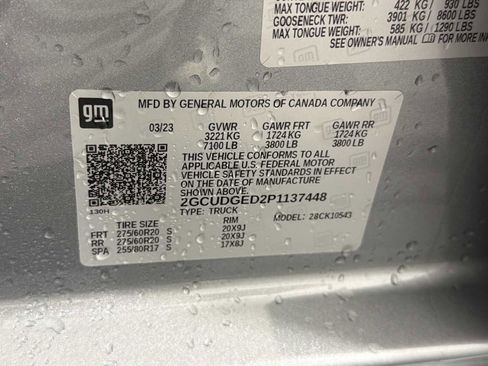 MAX TONGUE WEIGHT: 422 KG / 930 LBS
GOOSENECK TWR: 3901 KG / 8600 LBS
MAX TONGUE WEIGHT: 585 KG / 1290 LBS
SEE OWNER'S MANUAL FOR MORE
gm
MFD BY GENERAL MOTORS OF CANADA COMPANY
03/23 GVWR GAWR FRT GAWR RR
3221 KG 1724 KG 1724 KG
7100 LB 3800 LB 3800 LB
THIS VEHICLE CONFORMS TO ALL
APPLICABLE U.S. FEDERAL MOTOR
VEHICLE SAFETY STANDARDS IN EFFECT
ON THE DATE OF MANUFACTURE
SHOWN ABOVE.
2GCUDGED2P1137448
TYPE: TRUCK MODEL: 28CK10543
130H
TIRE SIZE RIM
FRT 275/60R20 S 20X9J
RR 275/60R20 S 20X9J
SPA 255/80R17 S 17X8J